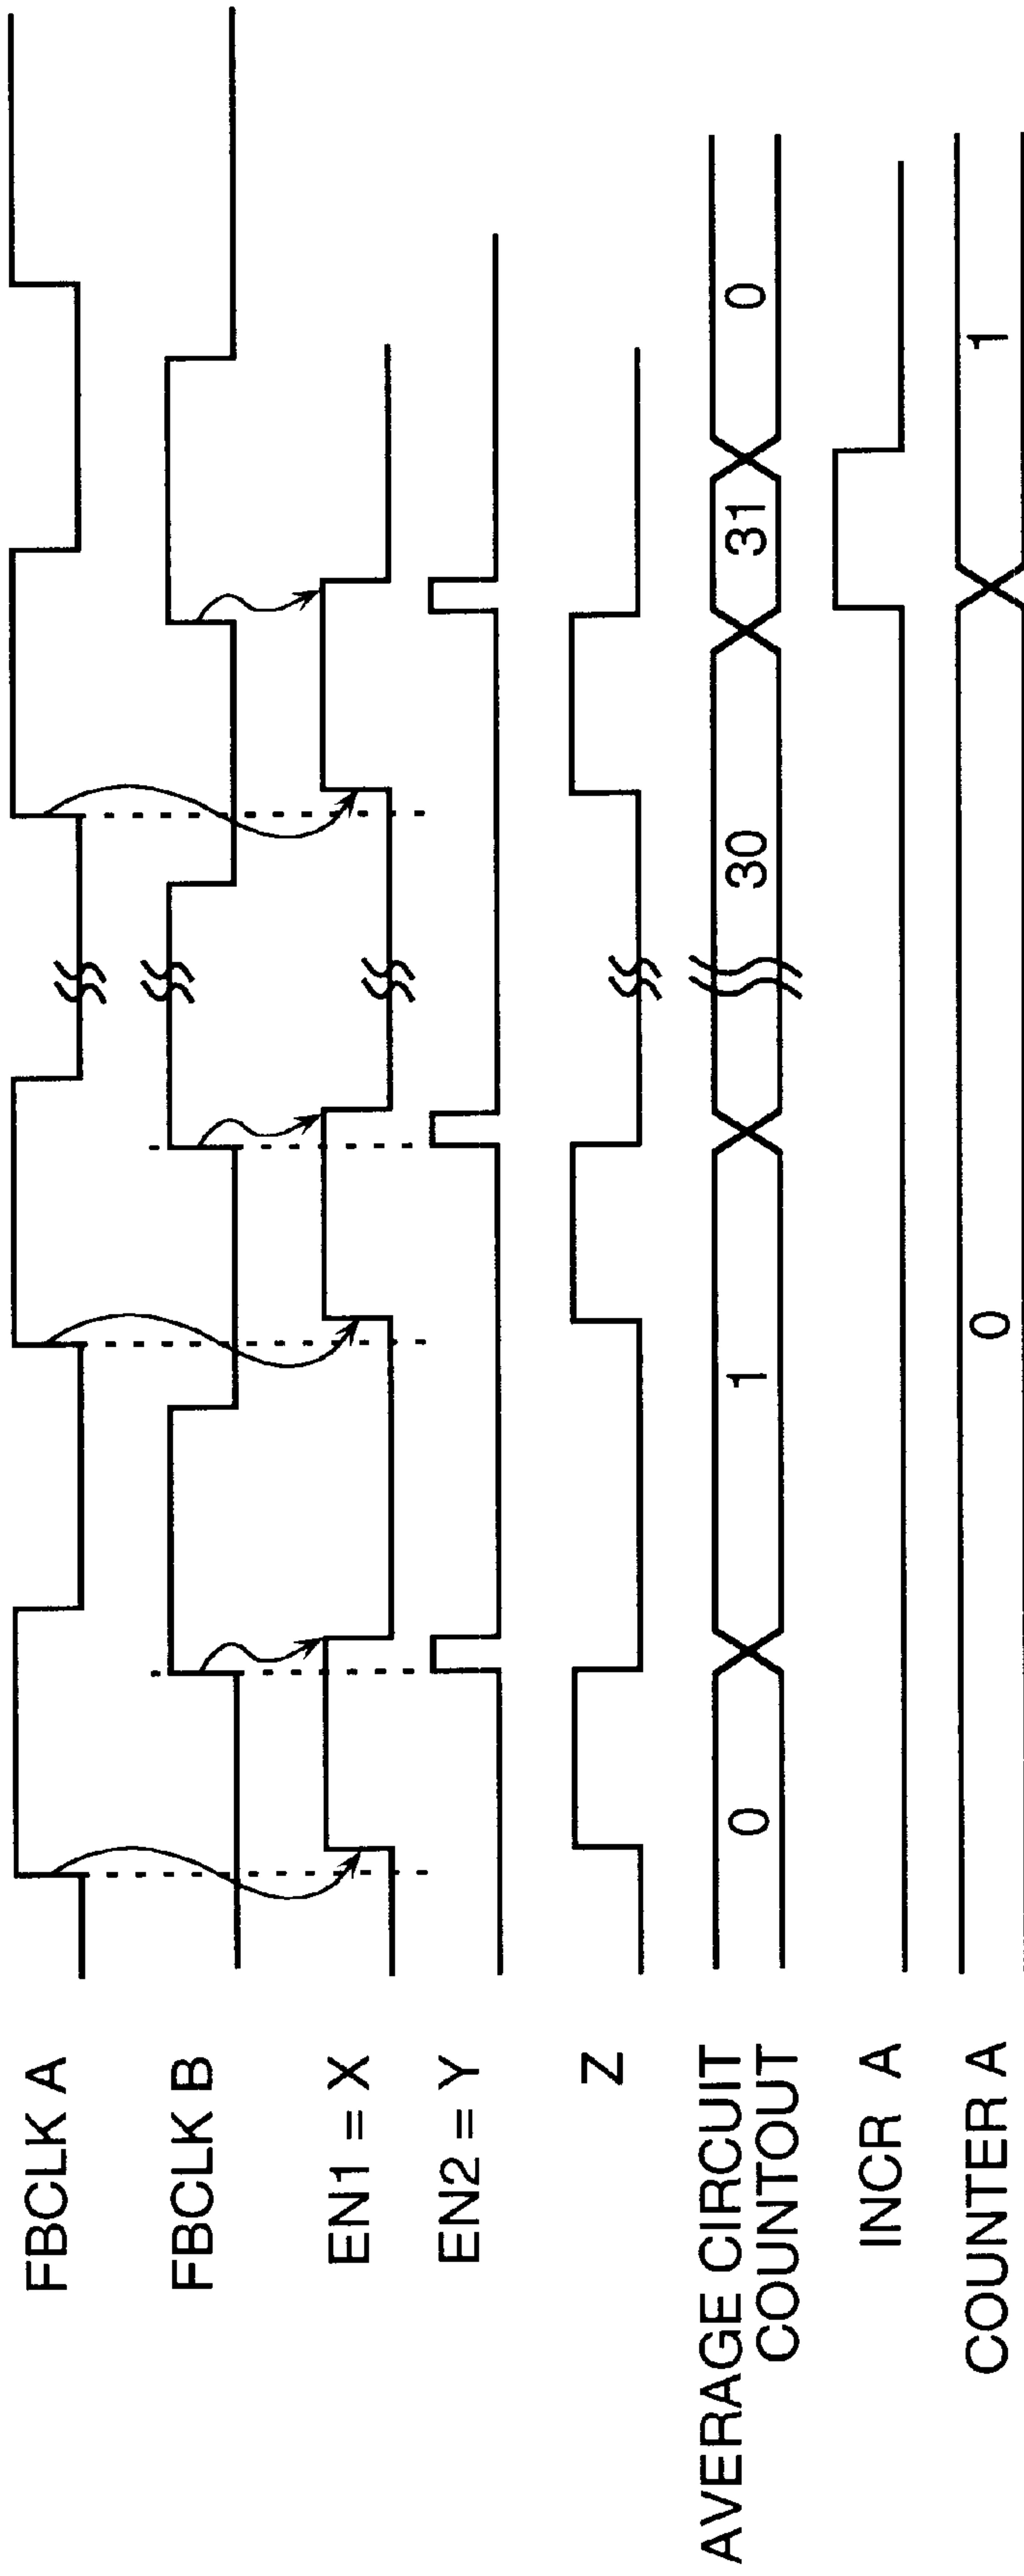 FBCLK A
FBCLK B
EN1 = X
EN2 = Y
Z
AVERAGE CIRCUIT
COUNTOUT
0
1
30
31
0
INCR A
COUNTER A
0
1